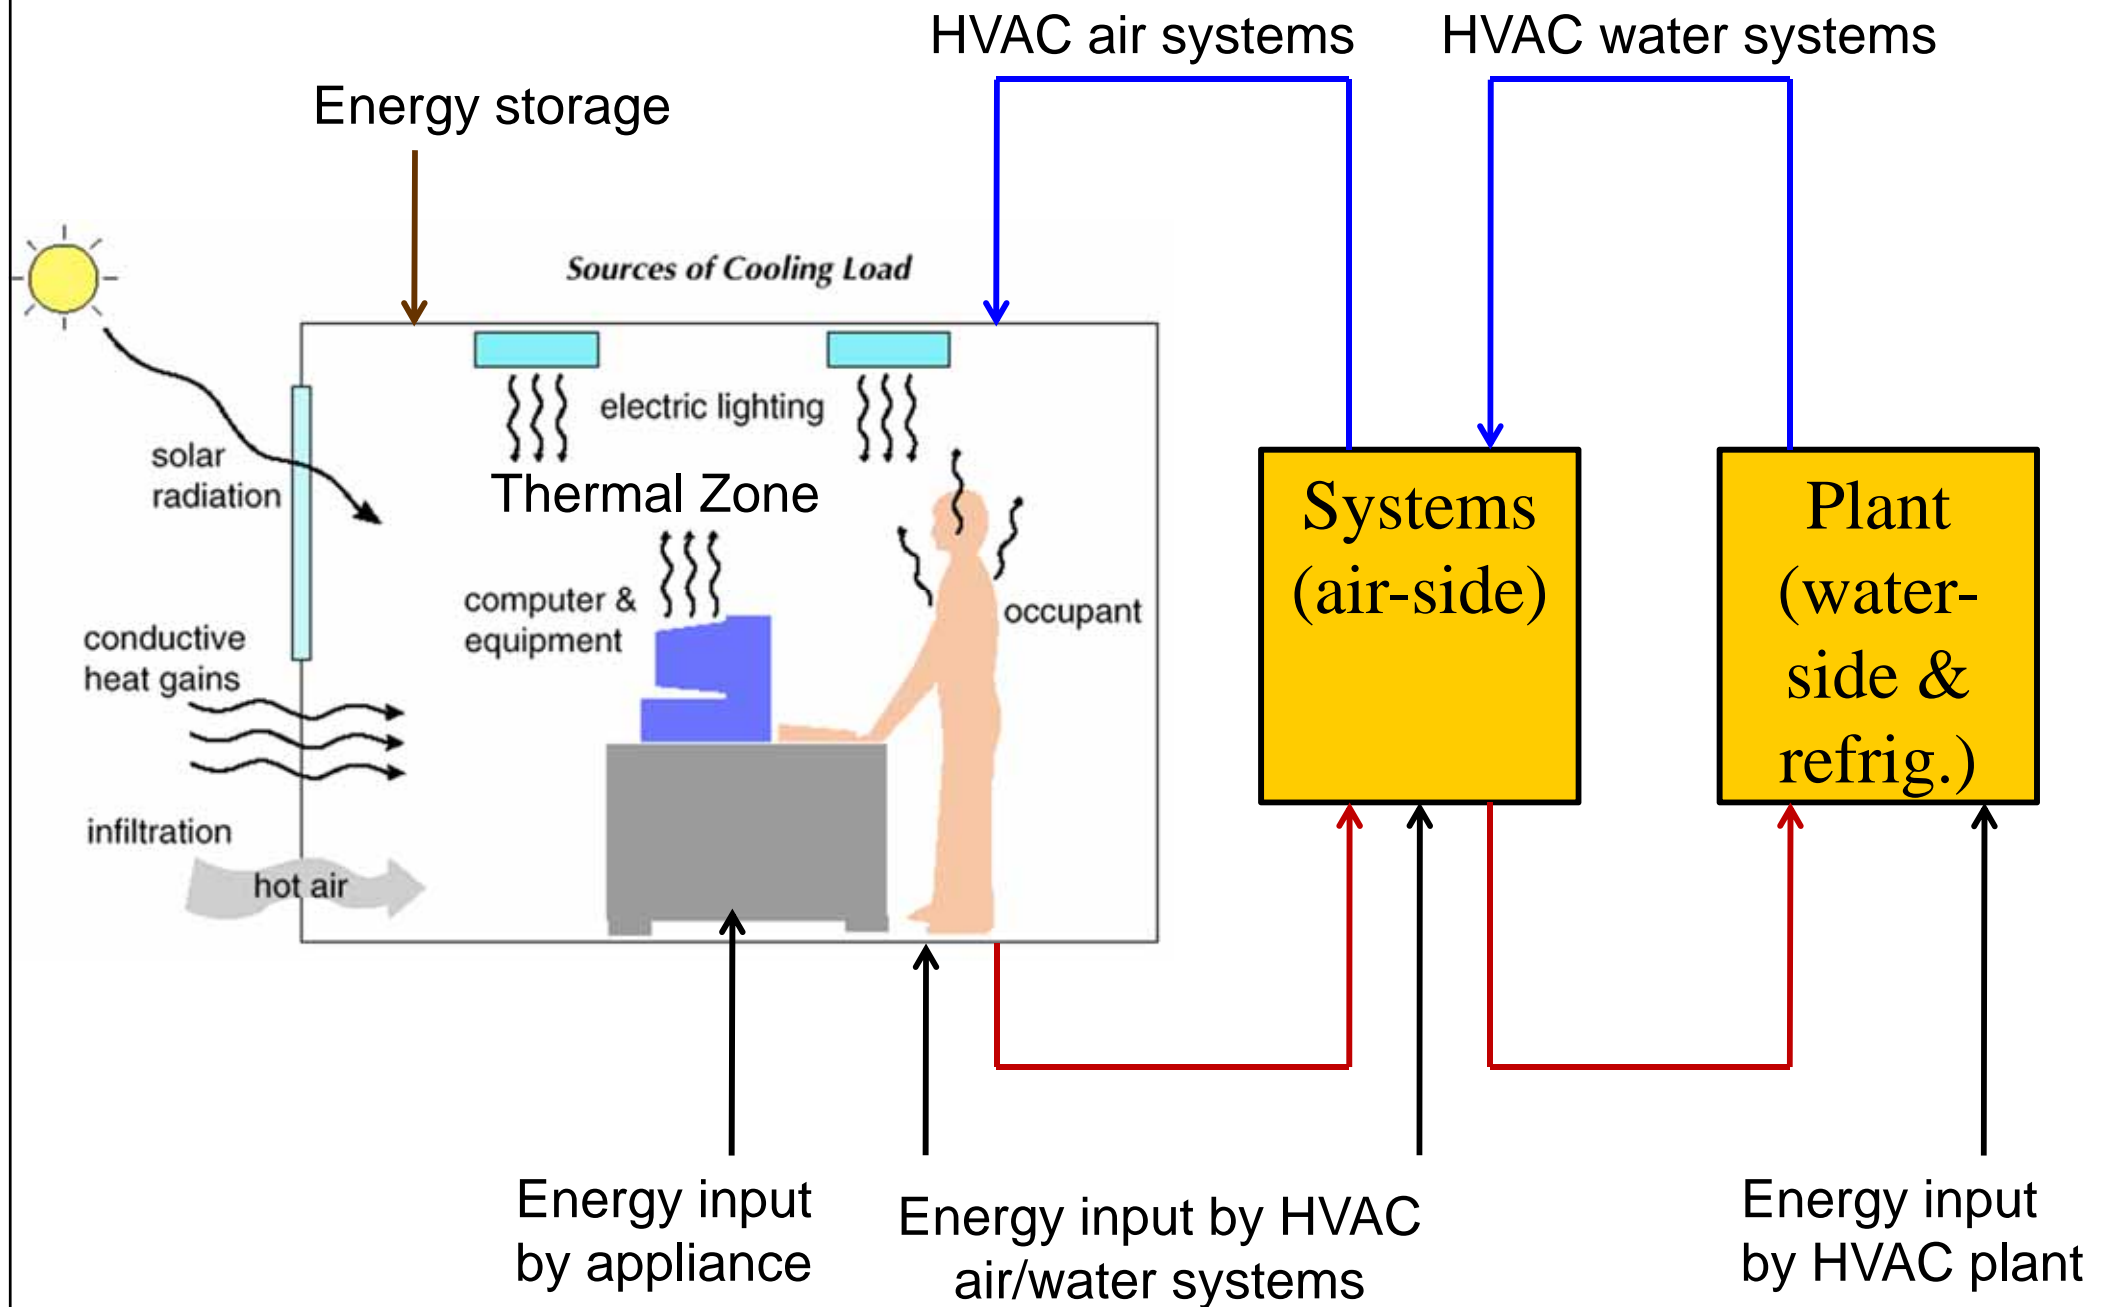 HVAC air systems
HVAC water systems
Energy storage
Sources of Cooling Load
electric lighting
solar
radiation
Thermal Zone
computer &
equipment
occupant
conductive
heat gains
infiltration
hot air
Systems
(air-side)
Plant
(water-
side &
refrig.)
Energy input
by appliance
Energy input by HVAC
air/water systems
Energy input
by HVAC plant